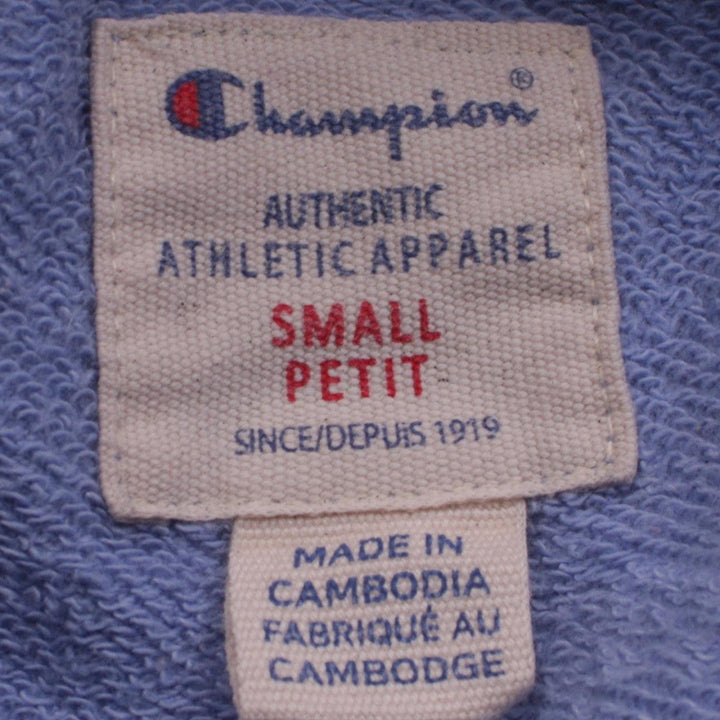 Champion®
AUTHENTIC
ATHLETIC APPAREL
SMALL
PETIT
SINCE/DEPUIS 1919
MADE IN
CAMBODIA
FABRIQUÉ AU
CAMBODGE